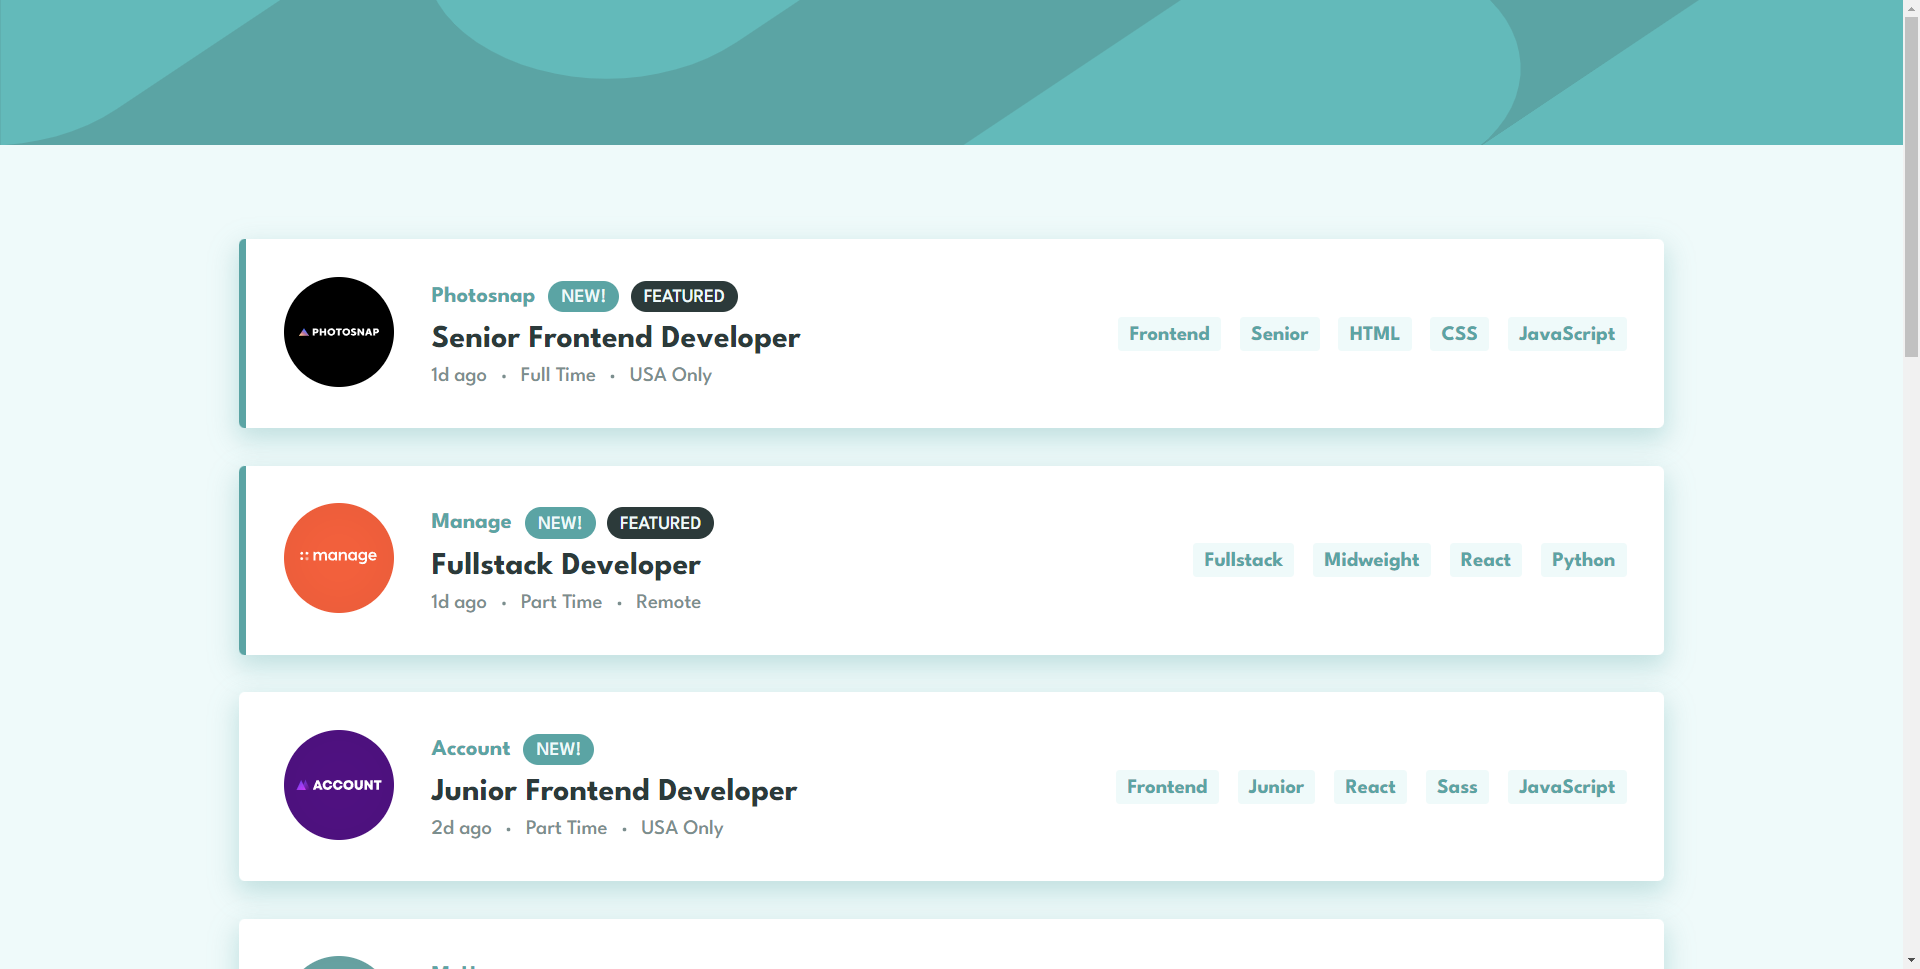 PHOTOSNAP
Photosnap NEW! FEATURED
Senior Frontend Developer
1d ago • Full Time • USA Only
Frontend Senior HTML CSS JavaScript
manage
Manage NEW! FEATURED
Fullstack Developer
1d ago • Part Time • Remote
Fullstack Midweight React Python
ACCOUNT
Account NEW!
Junior Frontend Developer
2d ago • Part Time • USA Only
Frontend Junior React Sass JavaScript